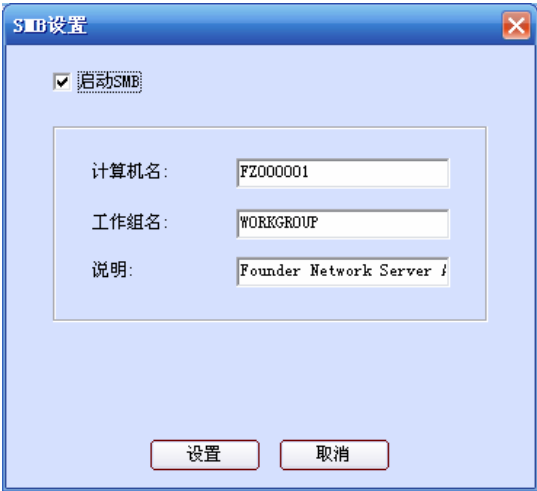 SMB设置
启动SMB
计算机名: FZ000001
工作组名: WORKGROUP
说明: Founder Network Server
设置 取消